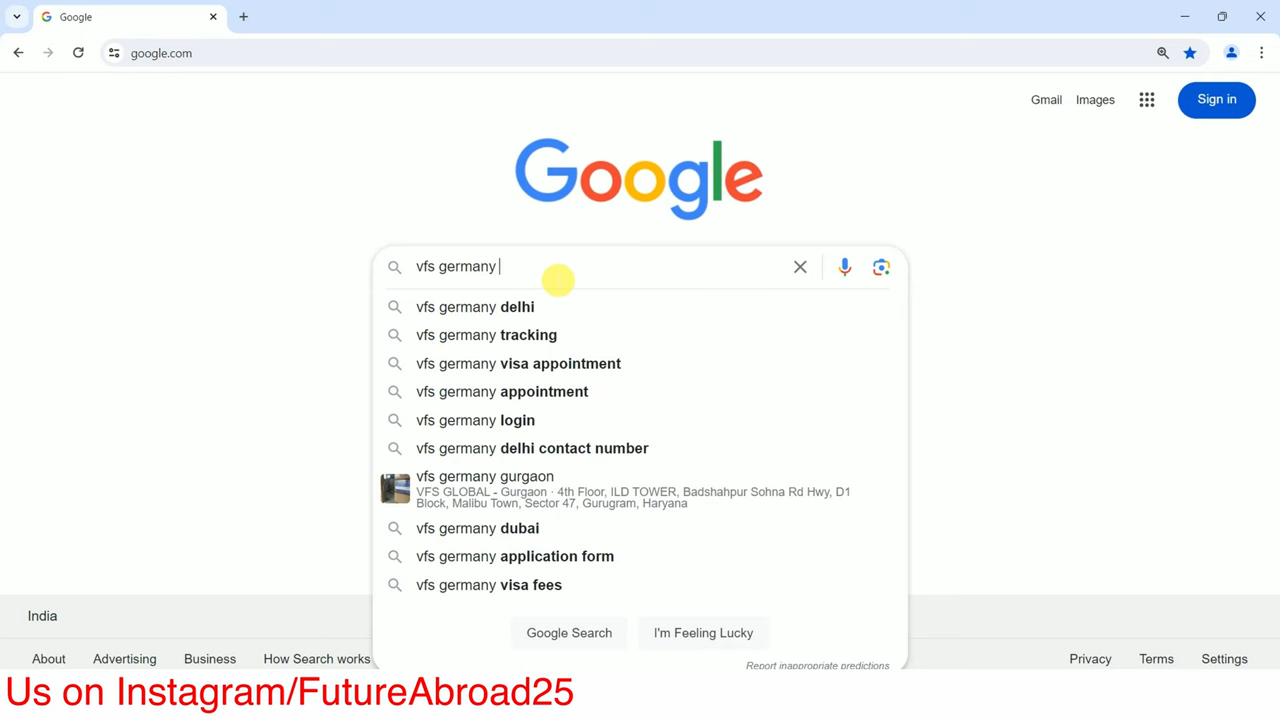 Google
google.com
Gmail Images Sign in
Google
vfs germany
vfs germany delhi
vfs germany tracking
vfs germany visa appointment
vfs germany appointment
vfs germany login
vfs germany delhi contact number
vfs germany gurgaon
VFS GLOBAL - Gurgaon · 4th Floor, ILD TOWER, Badshahpur Sohna Rd Hwy, D1
Block, Malibu Town, Sector 47, Gurugram, Haryana
vfs germany dubai
vfs germany application form
vfs germany visa fees
Google Search I'm Feeling Lucky
Report inappropriate predictions
India
About Advertising Business How Search works Privacy Terms Settings
Us on Instagram/FutureAbroad25